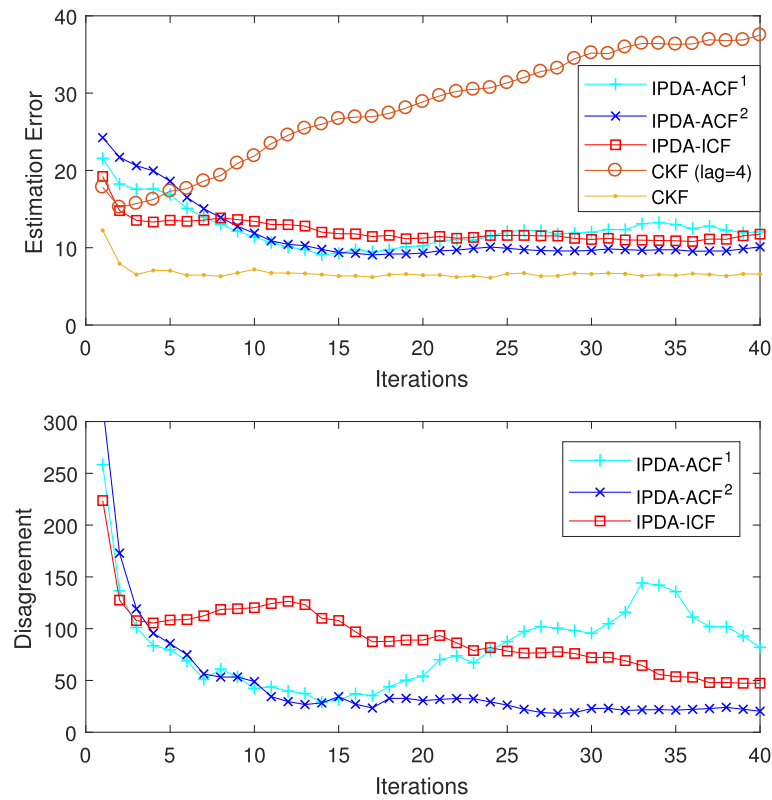 Estimation Error
40
30
20
10
0
0 5 10 15 20 25 30 35 40
Iterations
IPDA-ACF¹
IPDA-ACF²
IPDA-ICF
CKF (lag=4)
CKF
Disagreement
300
250
200
150
100
50
0
0 5 10 15 20 25 30 35 40
Iterations
IPDA-ACF¹
IPDA-ACF²
IPDA-ICF